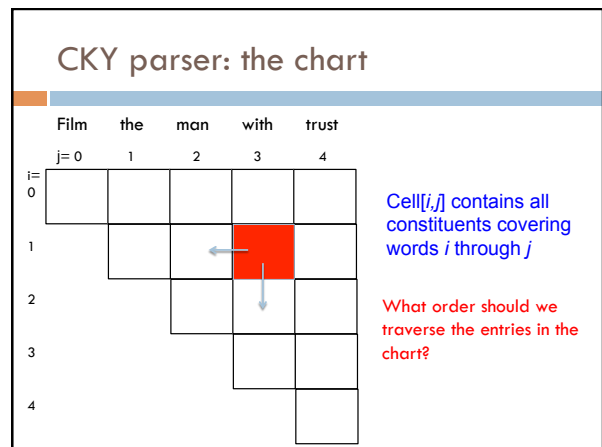 CKY parser: the chart
Film the man with trust
j= 0 1 2 3 4
i=
0
1
2
3
4
Cell[i,j] contains all
constituents covering
words i through j
What order should we
traverse the entries in the
chart?